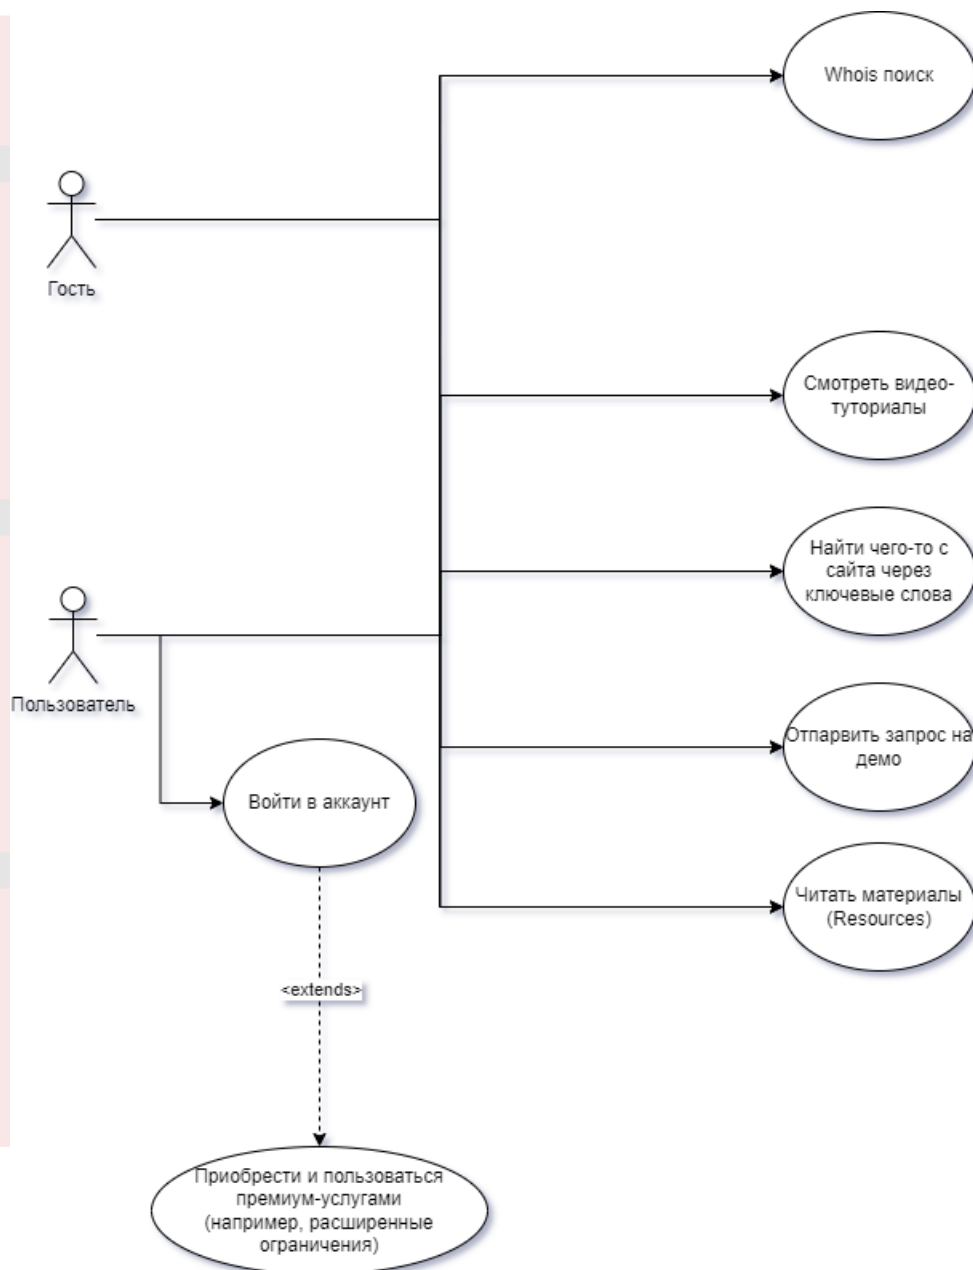 Whois поиск
Гость
Смотреть видео-
туториалы
Найти чего-то с
сайта через
ключевые слова
Пользователь
Отпарвить запрос на
демо
Войти в аккаунт
Читать материалы
(Resources)
<extends>
Приобрести и пользоваться
премиум-услугами
(например, расширенные
ограничения)